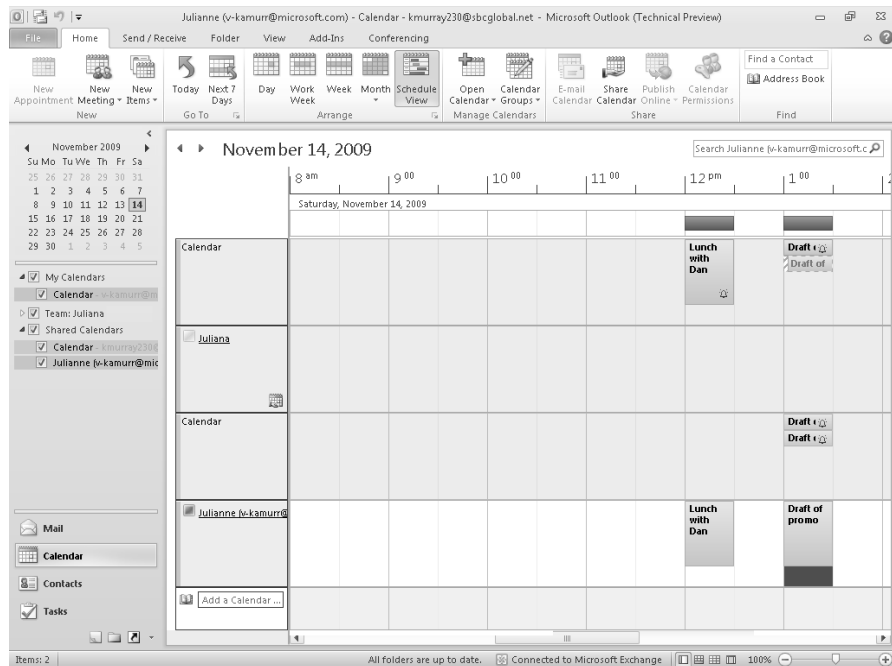 Julianne (v-kamurr@microsoft.com) - Calendar - kmurray230@sbcglobal.net - Microsoft Outlook (Technical Preview)
File Home Send / Receive Folder View Add-Ins Conferencing
New Appointment
New Meeting
New Items
Today
Next 7 Days
Day
Work Week
Week
Month
Schedule View
Open Calendar
Calendar Groups
E-mail Calendar
Share Calendar
Publish Online
Calendar Permissions
Find a Contact
Address Book
New Go To Arrange Manage Calendars Share Find
November 2009
Su Mo Tu We Th Fr Sa
25 26 27 28 29 30 31
1 2 3 4 5 6 7
8 9 10 11 12 13 14
15 16 17 18 19 20 21
22 23 24 25 26 27 28
29 30 1 2 3 4 5
My Calendars
Calendar - v-kamurr@m
Team: Juliana
Shared Calendars
Calendar - kmurray230@
Julianne (v-kamurr@mic
Mail
Calendar
Contacts
Tasks
November 14, 2009
Search Julianne (v-kamurr@microsoft.c
8 am 9 00 10 00 11 00 12 pm 1 00 2
Saturday, November 14, 2009
Calendar
Lunch with Dan
Draft
Draft of
Juliana
Calendar
Draft
Draft
Julianne (v-kamurr@
Lunch with Dan
Draft of promo
Add a Calendar ...
Items: 2
All folders are up to date.
Connected to Microsoft Exchange
100%